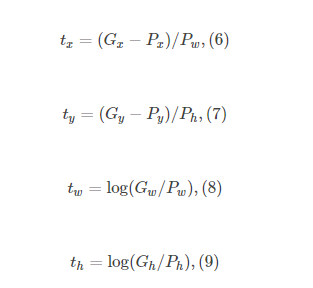 t_x = (G_x − P_x)/P_w, (6)
t_y = (G_y − P_y)/P_h, (7)
t_w = log(G_w/P_w), (8)
t_h = log(G_h/P_h), (9)